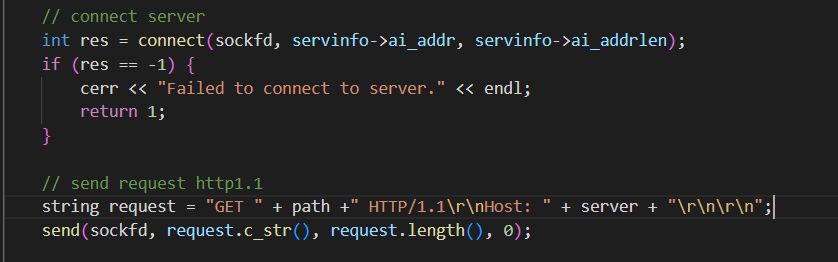 // connect server
int res = connect(sockfd, servinfo->ai_addr, servinfo->ai_addrlen);
if (res == -1) {
    cerr << "Failed to connect to server." << endl;
    return 1;
}
// send request http1.1
string request = "GET " + path +" HTTP/1.1\r\nHost: " + server + "\r\n\r\n";
send(sockfd, request.c_str(), request.length(), 0);